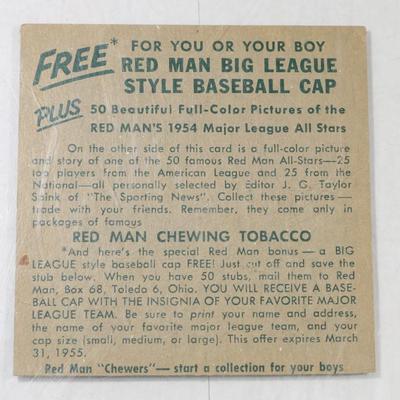 FREE* FOR YOU OR YOUR BOY
RED MAN BIG LEAGUE
STYLE BASEBALL CAP
PLUS 50 Beautiful Full-Color Pictures of the
RED MAN'S 1954 Major League All Stars
On the other side of this card is a full-color picture
and story of one of the 50 famous Red Man All-Stars—25
top players from the American League and 25 from the
National—all personally selected by Editor J. G. Taylor
Spink of "The Sporting News". Collect these pictures—
trade with your friends. Remember, they come only in
packages of famous
RED MAN CHEWING TOBACCO
*And here's the special Red Man bonus—a BIG
LEAGUE style baseball cap FREE! Just cut off and save the
stub below. When you have 50 stubs, mail them to Red
Man, Box 68, Toledo 6, Ohio. YOU WILL RECEIVE A BASE-
BALL CAP WITH THE INSIGNIA OF YOUR FAVORITE MAJOR
LEAGUE TEAM. Be sure to print your name and address,
the name of your favorite major league team, and your
cap size (small, medium, or large). This offer expires March
31, 1955.
Red Man "Chewers"—start a collection for your boys